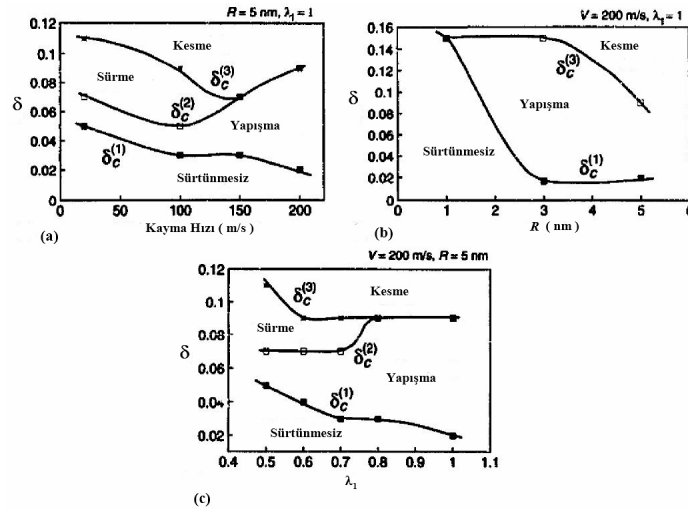 R = 5 nm, λ₁ = 1
0.12
0.10
0.08
0.06
0.04
0.02
0
δ
Kesme
Sürme
δc(3)
δc(2)
Yapışma
δc(1)
Sürtünmesiz
0 50 100 150 200
Kayma Hızı ( m/s )
(a)
V = 200 m/s, λ₁ = 1
0.16
0.14
0.12
0.10
0.08
0.06
0.04
0.02
0
δ
Kesme
δc(3)
Yapışma
Sürtünmesiz
δc(1)
0 1 2 3 4 5 6
R ( nm )
(b)
V = 200 m/s, R = 5 nm
0.12
0.10
0.08
0.06
0.04
0.02
δ
δc(3)
Kesme
Sürme
δc(2)
Yapışma
δc(1)
Sürtünmesiz
0.4 0.5 0.6 0.7 0.8 0.9 1 1.1
λ₁
(c)